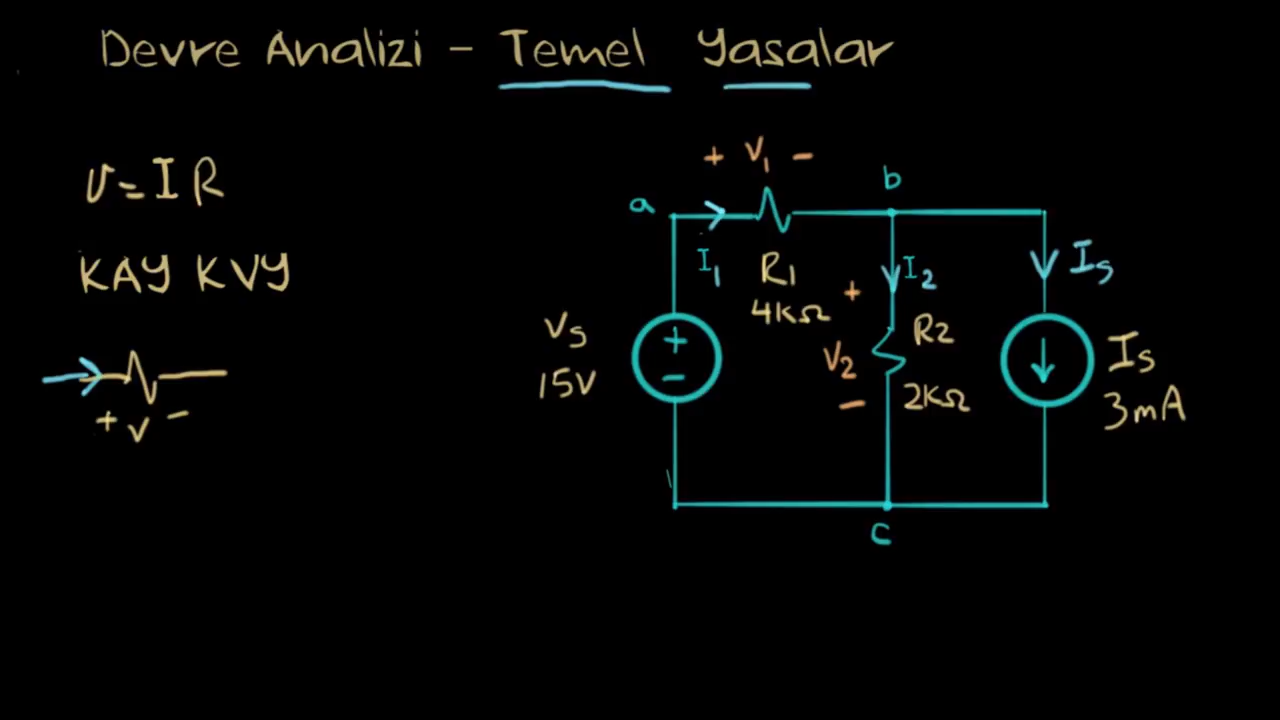 Devre Analizi - Temel Yasalar
v = I R
KAY KVY
+ v -
+ V1 -
a
b
I1
R1
4kΩ
I2
Is
Vs
15V
+
-
+
V2
-
R2
2kΩ
Is
3mA
c